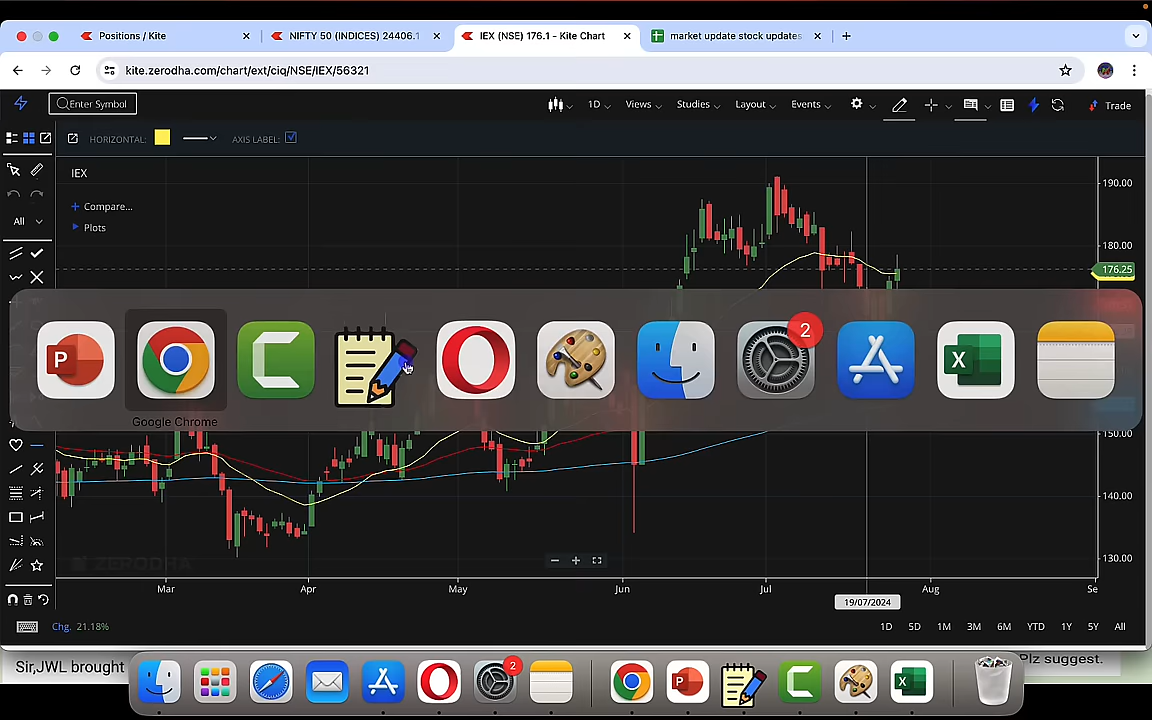 Positions / Kite
NIFTY 50 (INDICES) 24406.1
IEX (NSE) 176.1 - Kite Chart
market update stock updates
kite.zerodha.com/chart/ext/ciq/NSE/IEX/56321
Enter Symbol
1D
Views
Studies
Layout
Events
Trade
HORIZONTAL:
AXIS LABEL:
IEX
Compare...
Plots
All
190.00
180.00
176.25
2
P
X
Google Chrome
150.00
140.00
130.00
ZERODHA
Mar
Apr
May
Jun
Jul
Aug
Se
19/07/2024
Chg. 21.18%
1D
5D
1M
3M
6M
YTD
1Y
5Y
All
Sir,JWL brought
Plz suggest.
2
P
X